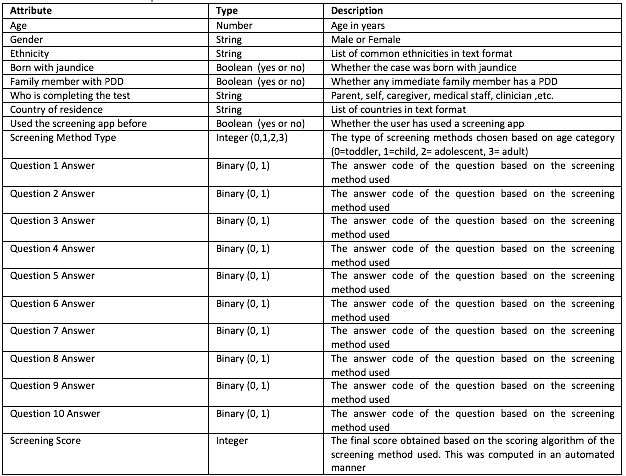 Attribute Type Description
Age Number Age in years
Gender String Male or Female
Ethnicity String List of common ethnicities in text format
Born with jaundice Boolean (yes or no) Whether the case was born with jaundice
Family member with PDD Boolean (yes or no) Whether any immediate family member has a PDD
Who is completing the test String Parent, self, caregiver, medical staff, clinician ,etc.
Country of residence String List of countries in text format
Used the screening app before Boolean (yes or no) Whether the user has used a screening app
Screening Method Type Integer (0,1,2,3) The type of screening methods chosen based on age category
(0=toddler, 1=child, 2= adolescent, 3= adult)
Question 1 Answer Binary (0, 1) The answer code of the question based on the screening
method used
Question 2 Answer Binary (0, 1) The answer code of the question based on the screening
method used
Question 3 Answer Binary (0, 1) The answer code of the question based on the screening
method used
Question 4 Answer Binary (0, 1) The answer code of the question based on the screening
method used
Question 5 Answer Binary (0, 1) The answer code of the question based on the screening
method used
Question 6 Answer Binary (0, 1) The answer code of the question based on the screening
method used
Question 7 Answer Binary (0, 1) The answer code of the question based on the screening
method used
Question 8 Answer Binary (0, 1) The answer code of the question based on the screening
method used
Question 9 Answer Binary (0, 1) The answer code of the question based on the screening
method used
Question 10 Answer Binary (0, 1) The answer code of the question based on the screening
method used
Screening Score Integer The final score obtained based on the scoring algorithm of the
screening method used. This was computed in an automated
manner